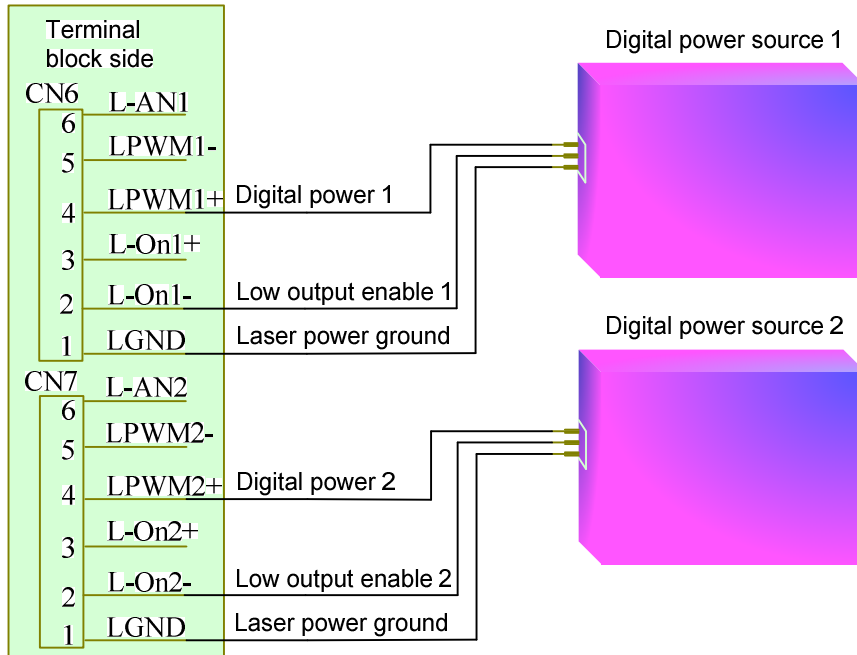 Terminal
block side
Digital power source 1
CN6
6 L-AN1
5 LPWM1-
4 LPWM1+ Digital power 1
3 L-On1+
2 L-On1- Low output enable 1
1 LGND Laser power ground
Digital power source 2
CN7
6 L-AN2
5 LPWM2-
4 LPWM2+ Digital power 2
3 L-On2+
2 L-On2- Low output enable 2
1 LGND Laser power ground